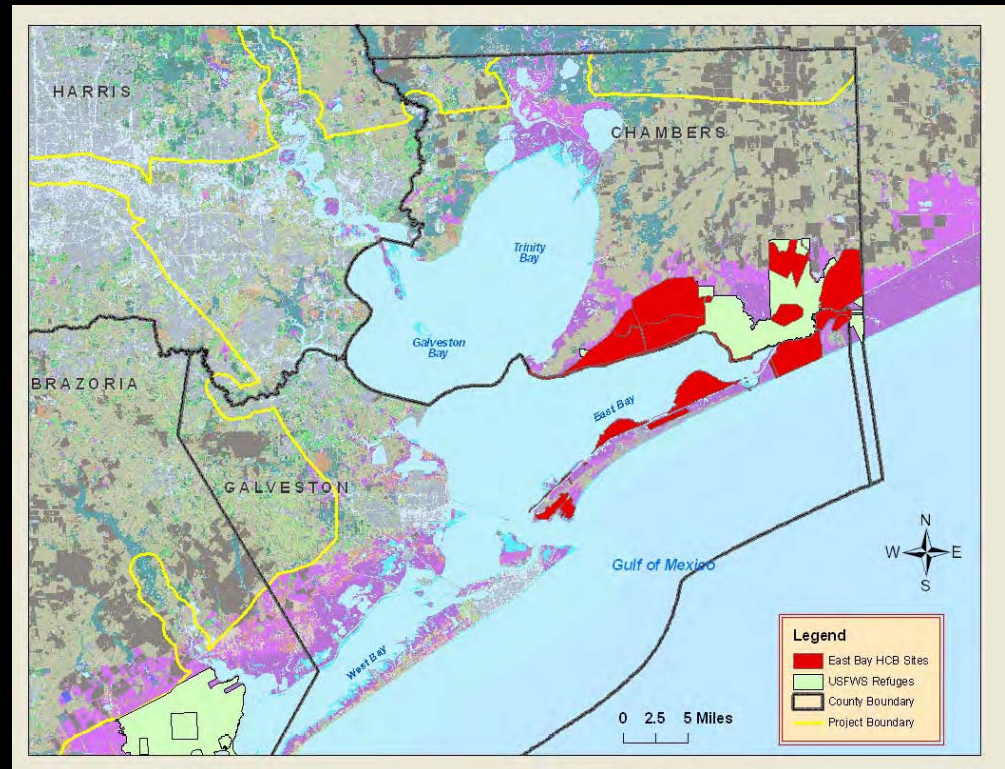 HARRIS
CHAMBERS
Trinity
Bay
Galveston
Bay
BRAZORIA
East Bay
GALVESTON
N
W E
S
Gulf of Mexico
West Bay
Legend
East Bay HCB Sites
USFWS Refuges
County Boundary
Project Boundary
0 2.5 5 Miles